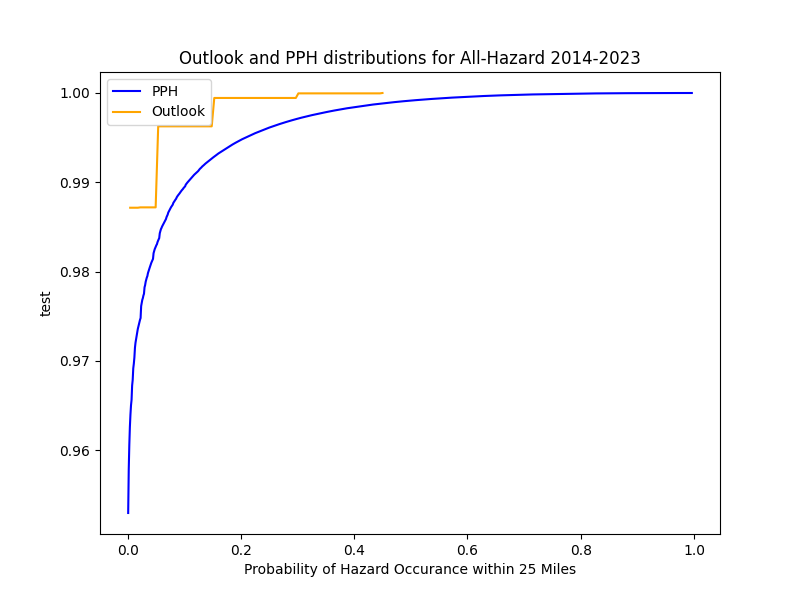 Outlook and PPH distributions for All-Hazard 2014-2023
PPH
Outlook
1.00
0.99
0.98
0.97
0.96
test
0.0 0.2 0.4 0.6 0.8 1.0
Probability of Hazard Occurance within 25 Miles